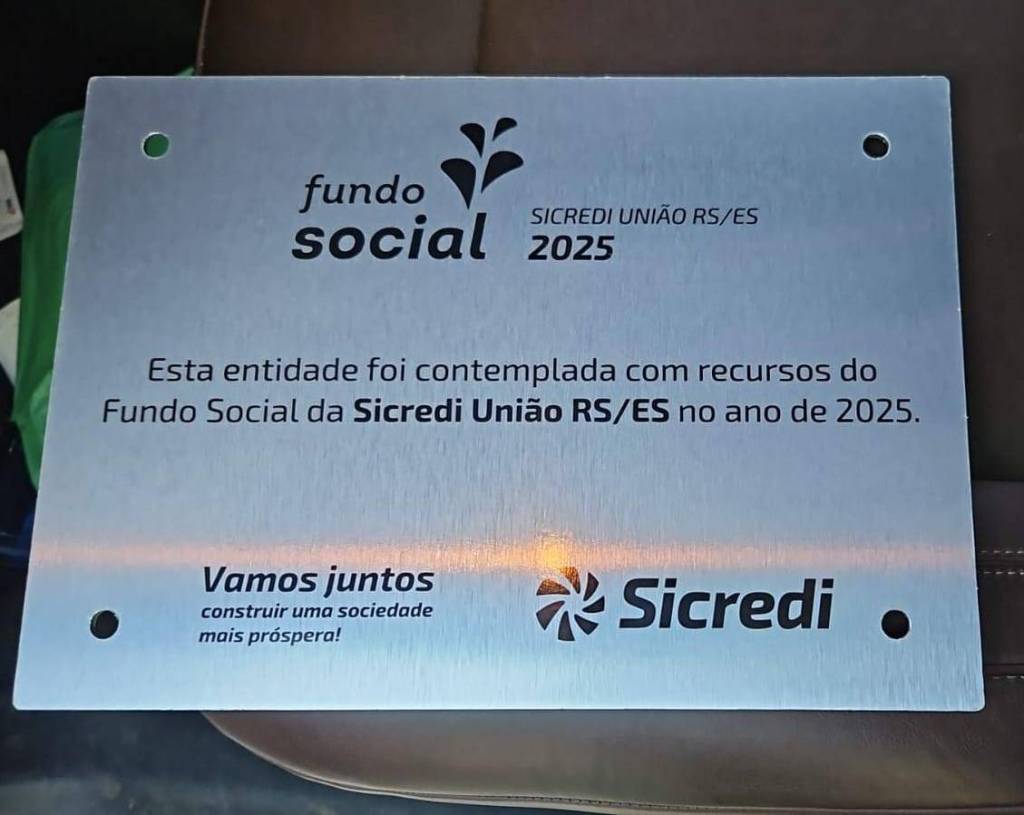 fundo
social
SICREDI UNIÃO RS/ES
2025
Esta entidade foi contemplada com recursos do
Fundo Social da Sicredi União RS/ES no ano de 2025.
Vamos juntos
construir uma sociedade
mais próspera!
Sicredi